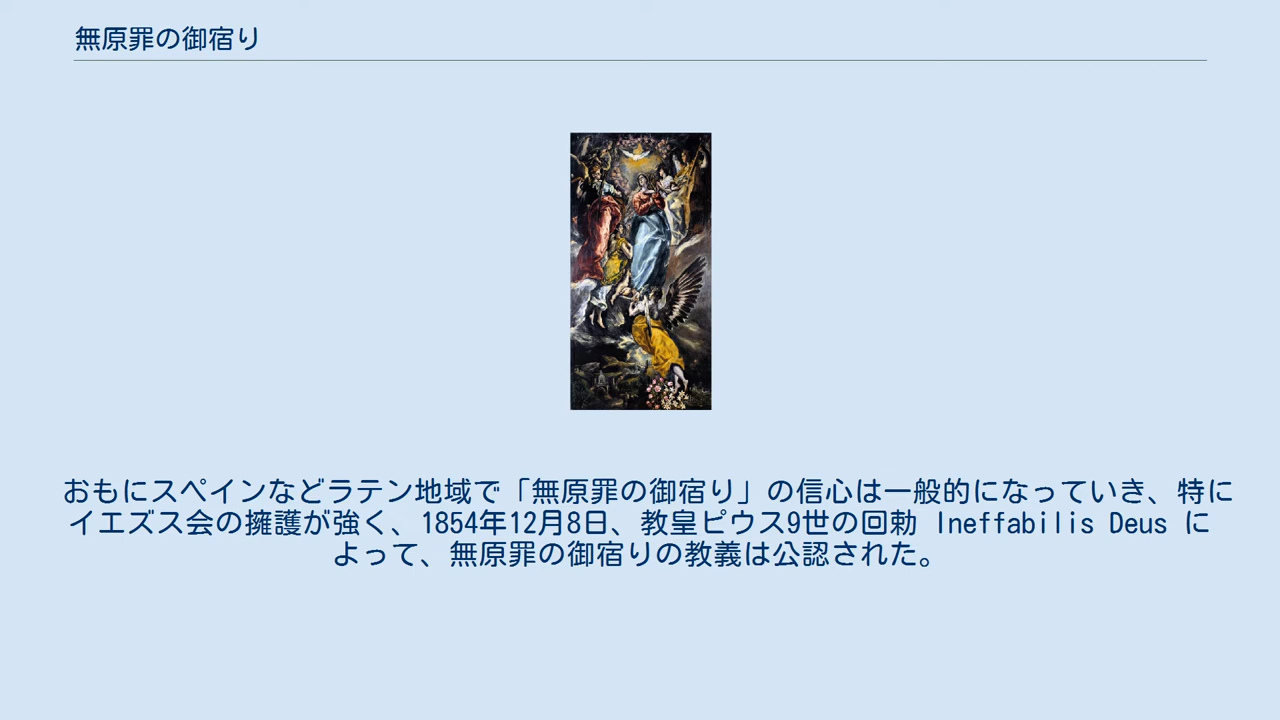 無原罪の御宿り
おもにスペインなどラテン地域で「無原罪の御宿り」の信心は一般的になっていき、特に
イエズス会の擁護が強く、1854年12月8日、教皇ピウス9世の回勅 Ineffabilis Deus に
よって、無原罪の御宿りの教義は公認された。